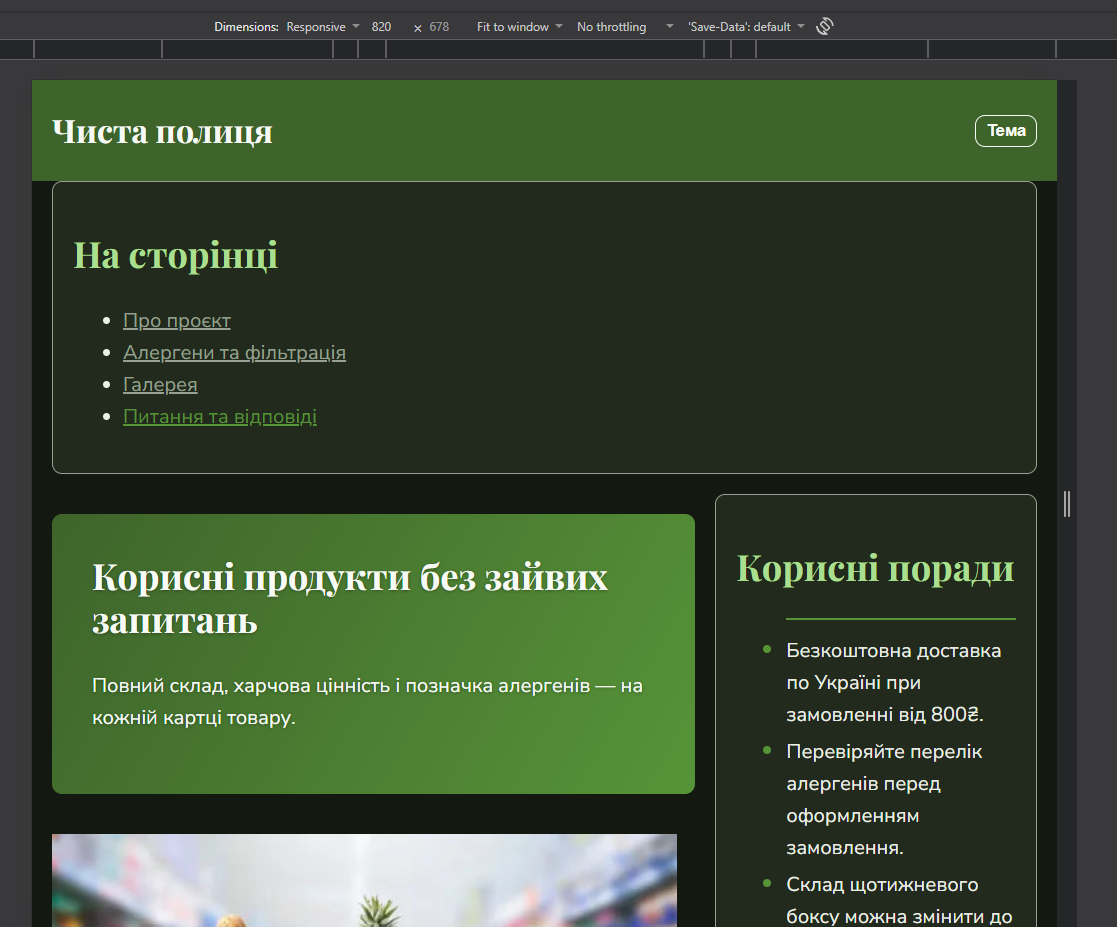 Dimensions: Responsive 820 × 678 Fit to window No throttling 'Save-Data': default
Чиста полиця
Тема
На сторінці
Про проєкт
Алергени та фільтрація
Галерея
Питання та відповіді
Корисні продукти без зайвих
запитань
Повний склад, харчова цінність і позначка алергенів — на
кожній картці товару.
Корисні поради
Безкоштовна доставка
по Україні при
замовленні від 800₴.
Перевіряйте перелік
алергенів перед
оформленням
замовлення.
Склад щотижневого
боксу можна змінити до